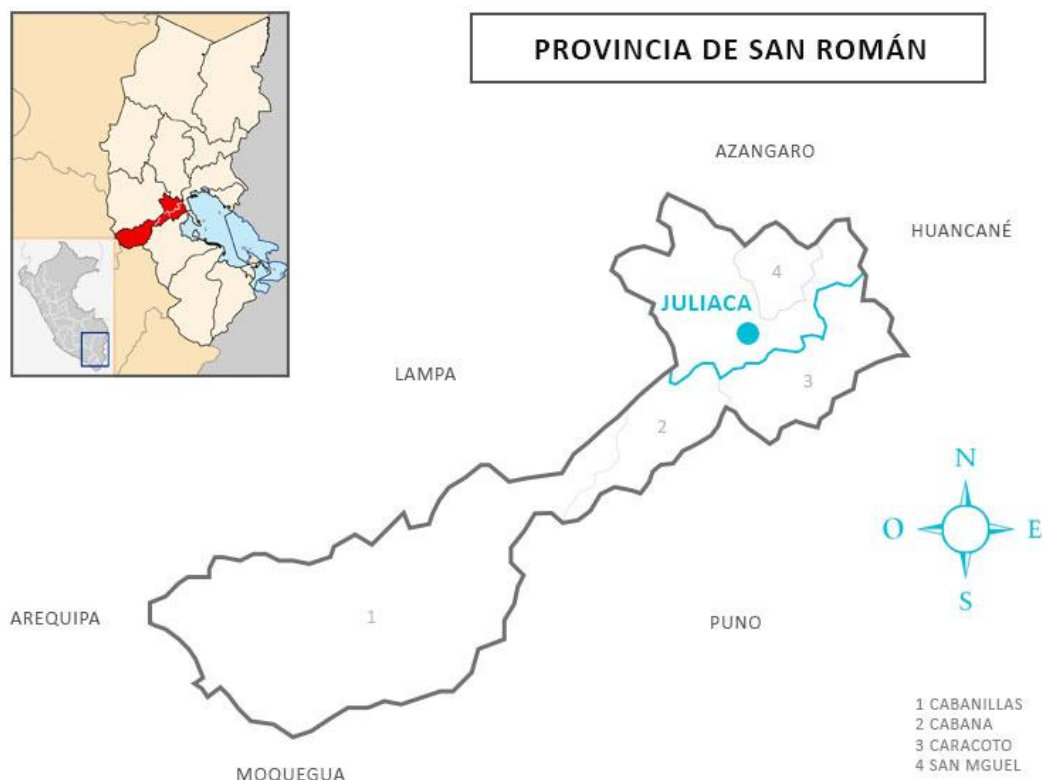 PROVINCIA DE SAN ROMÁN
AZANGARO
HUANCANÉ
4
JULIACA
LAMPA
3
2
N
O
E
S
AREQUIPA
1
PUNO
MOQUEGUA
1 CABANILLAS
2 CABANA
3 CARACOTO
4 SAN MGUEL